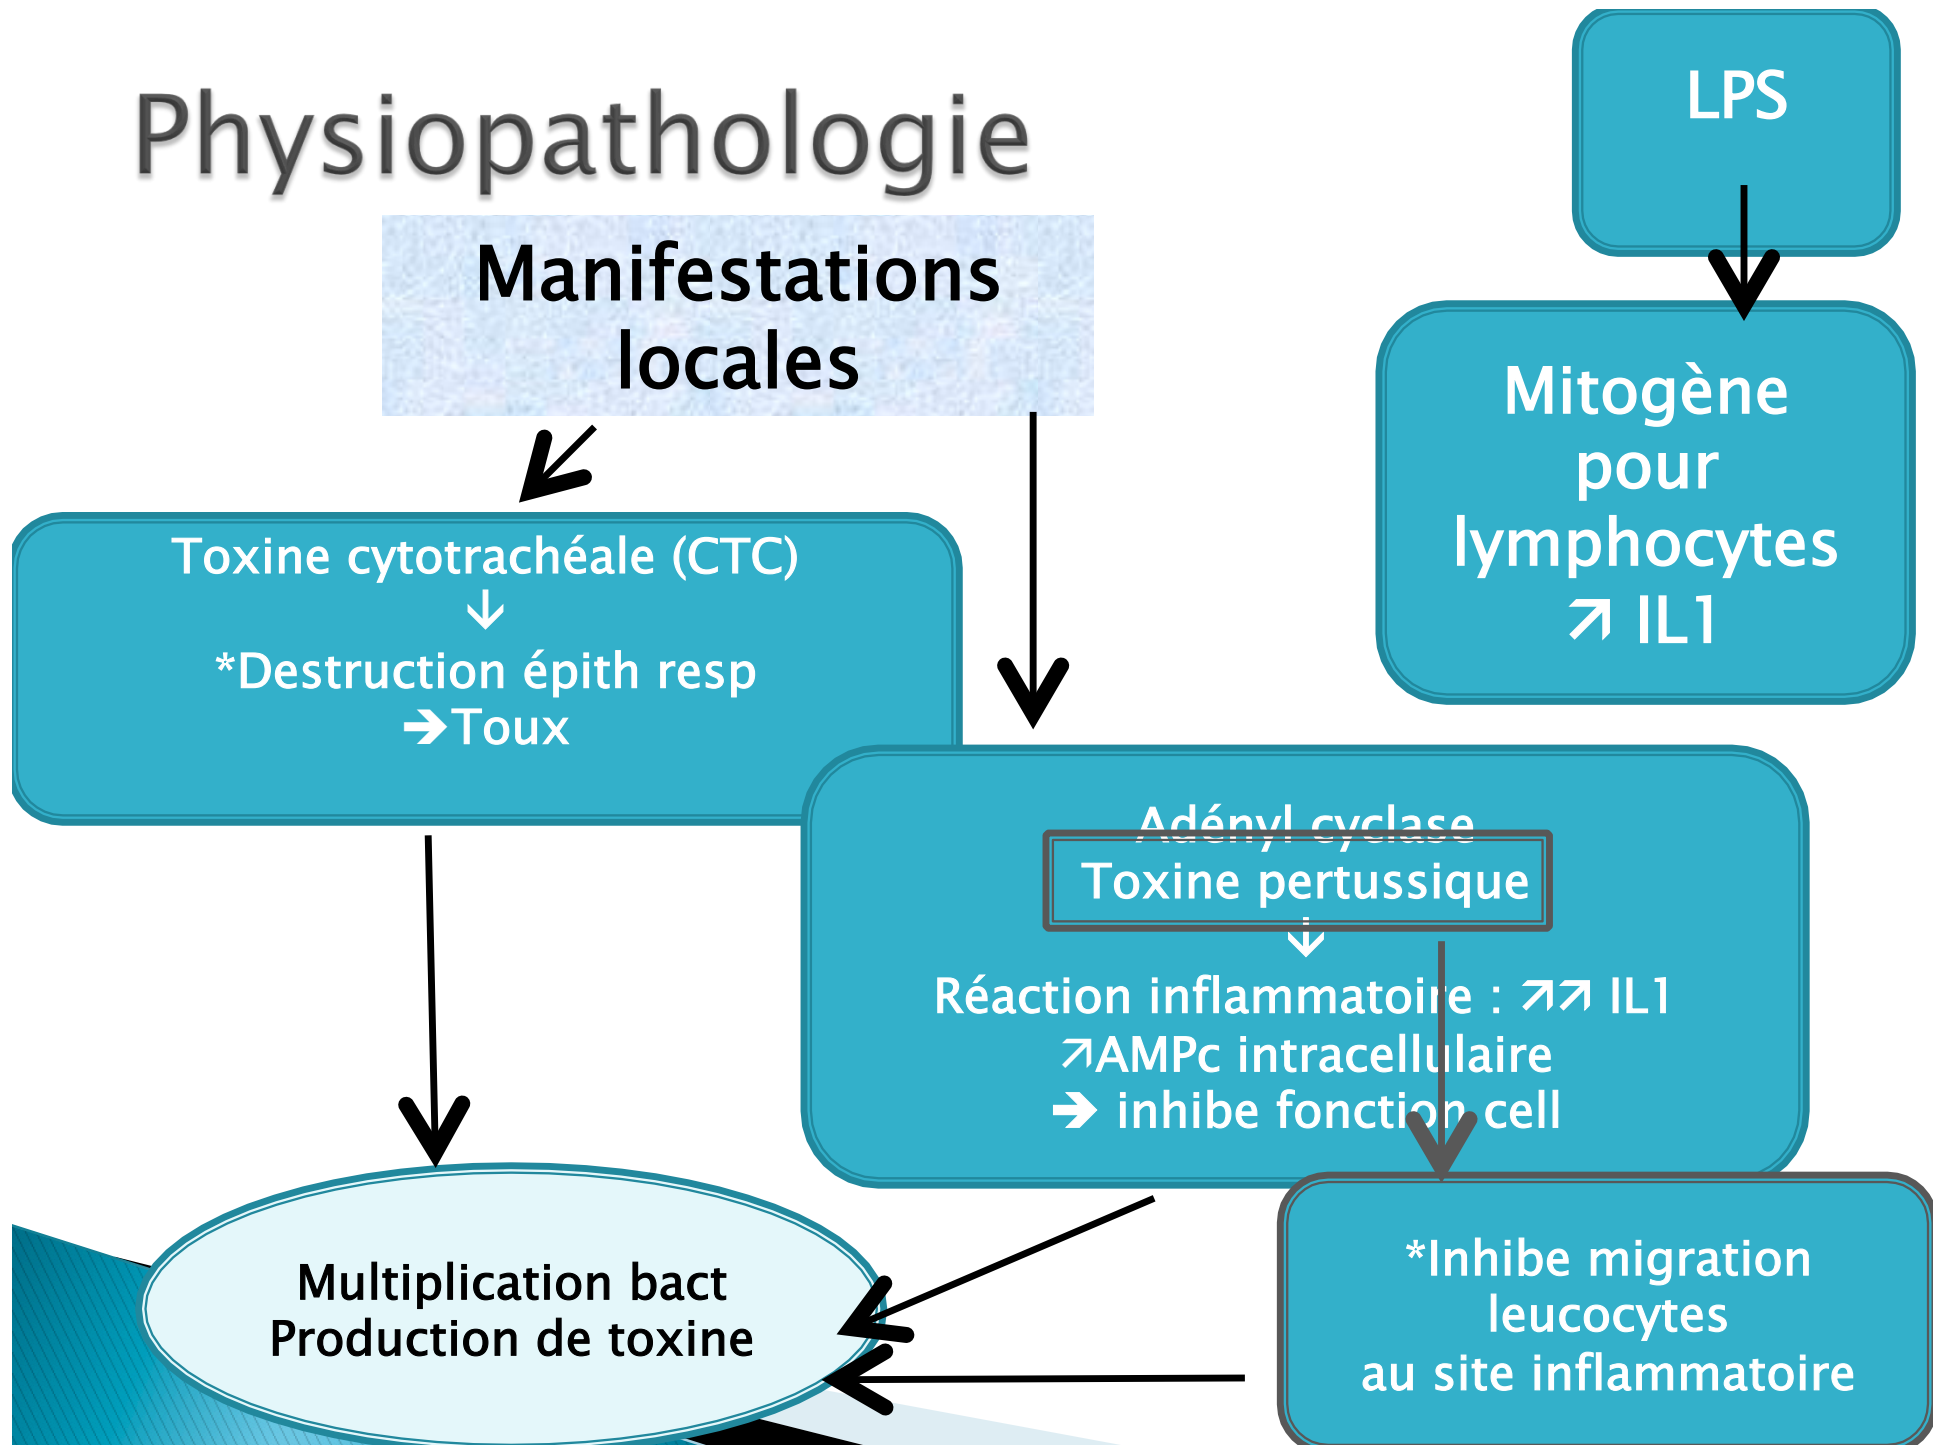 Physiopathologie
LPS
Manifestations
locales
Mitogène
pour
lymphocytes
↗ IL1
Toxine cytotrachéale (CTC)
↓
*Destruction épith resp
➔Toux
Adényl cyclase
Toxine pertussique
↓
Réaction inflammatoire : ↗↗ IL1
↗AMPc intracellulaire
➔ inhibe fonction cell
Multiplication bact
Production de toxine
*Inhibe migration
leucocytes
au site inflammatoire